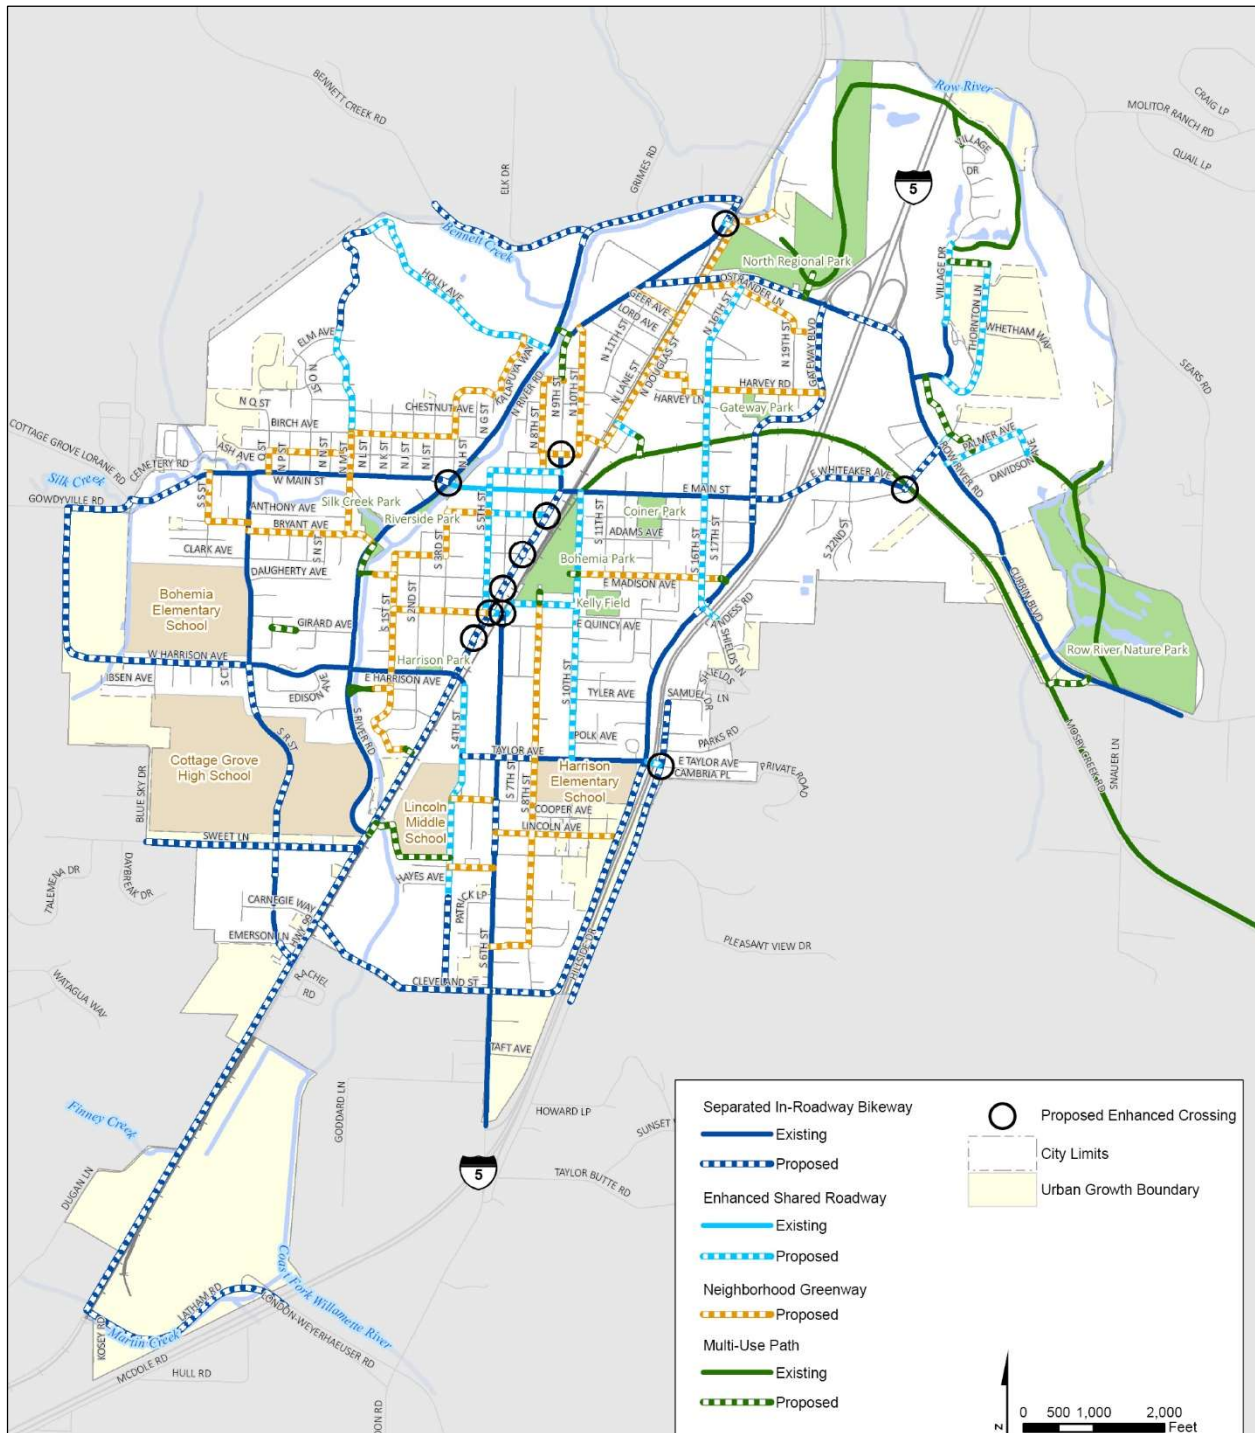 BENNETT CREEK RD
ELK DR
GRIMES RD
Row River
CRAIG LP
MOLITOR RANCH RD
QUAIL LP
VILLAGE
DR
5
Bennett Creek
North Regional Park
HOLLY AVE
OSTRANDER LN
GEER AVE
LORD AVE
N 11TH ST
N 16TH ST
N 19TH ST
GATEWAY BLVD
VILLAGE DR
THORNTON LN
WHETHAM WAY
SEARS RD
ELM AVE
KALAPUYA WAY
N RIVER RD
N 9TH ST
N 10TH ST
N 8TH ST
N LANE ST
N DOUGLAS ST
HARVEY RD
HARVEY LN
Gateway Park
N Q ST
CHESTNUT AVE
BIRCH AVE
N G ST
N H ST
N I ST
N J ST
N K ST
N M ST
N N ST
N P ST
ASH AVE
COTTAGE GROVE LORANE RD
CEMETERY RD
Silk Creek
GOWDYVILLE RD
W MAIN ST
E MAIN ST
E WHITEAKER AVE
ROW RIVER RD
PALMER AVE
DAVIDSON AVE
S S ST
ANTHONY AVE
BRYANT AVE
Silk Creek Park
Riverside Park
S 5TH ST
S 3RD ST
S 11TH ST
Coiner Park
ADAMS AVE
S 16TH ST
S 17TH ST
S 22ND ST
CLARK AVE
S N ST
DAUGHERTY AVE
Bohemia Park
E MADISON AVE
Bohemia
Elementary
School
GIRARD AVE
S 1ST ST
S 2ND ST
Kelly Field
E QUINCY AVE
LANDESS RD
SHIELDS LN
CURRIN BLVD
Row River Nature Park
W HARRISON AVE
IBSEN AVE
S CT
EDISON AVE
Harrison Park
E HARRISON AVE
S 10TH ST
TYLER AVE
SAMUEL DR
SHIELDS LN
POLK AVE
PARKS RD
S R ST
S RIVER RD
S 4TH ST
TAYLOR AVE
E TAYLOR AVE
CAMBRIA PL
PRIVATE ROAD
MOSBY CREEK RD
SNAUER LN
Cottage Grove
High School
BLUE SKY DR
Lincoln
Middle
School
S 7TH ST
S 8TH ST
Harrison
Elementary
School
COOPER AVE
LINCOLN AVE
SWEET LN
TALEMENA DR
DAYBREAK DR
HAYES AVE
CARNEGIE WAY
EMERSON LN
HWY 99
S 6TH ST
HILLSIDE DR
PLEASANT VIEW DR
CLEVELAND ST
RACHEL
RD
WATAGUA WAY
TAFT AVE
GODDARD LN
HOWARD LP
TAYLOR BUTTE RD
5
Finney Creek
DUGAN LN
Coast Fork Willamette River
LATHAM RD
LONDON-WEYERHAEUSER RD
Martin Creek
KOSEY RD
MCDOLE RD
HULL RD
Separated In-Roadway Bikeway
Existing
Proposed
Enhanced Shared Roadway
Existing
Proposed
Neighborhood Greenway
Proposed
Multi-Use Path
Existing
Proposed
Proposed Enhanced Crossing
City Limits
Urban Growth Boundary
N
0 500 1,000 2,000
Feet